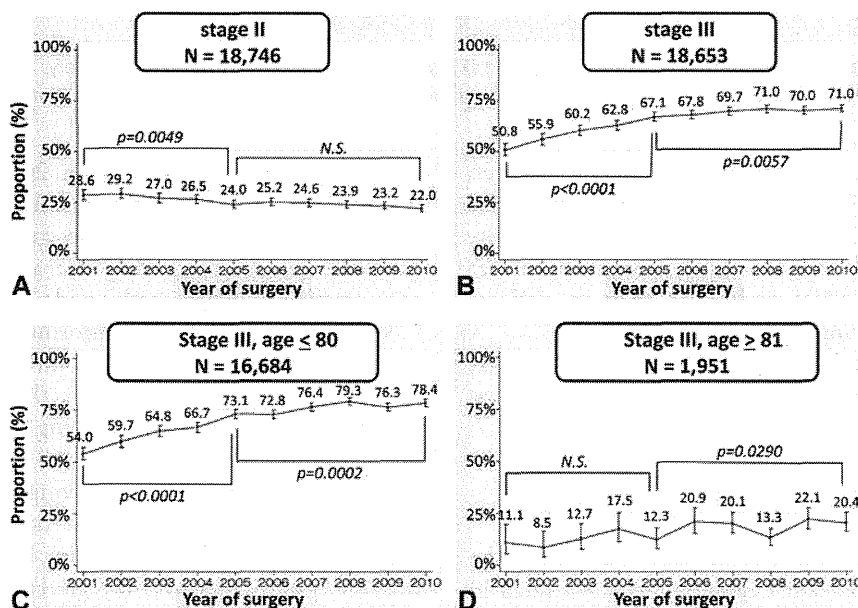 stage II
N = 18,746
100%
75%
50%
25%
0%
Proportion (%)
p=0.0049
N.S.
28.6 29.2 27.0 26.5 24.0 25.2 24.6 23.9 23.2 22.0
2001 2002 2003 2004 2005 2006 2007 2008 2009 2010
A
Year of surgery
stage III
N = 18,653
100%
75%
50%
25%
0%
50.8 55.9 60.2 62.8 67.1 67.8 69.7 71.0 70.0 71.0
p<0.0001
p=0.0057
2001 2002 2003 2004 2005 2006 2007 2008 2009 2010
B
Year of surgery
Stage III, age ≤ 80
N = 16,684
100%
75%
50%
25%
0%
Proportion (%)
54.0 59.7 64.8 66.7 73.1 72.8 76.4 79.3 76.3 78.4
p<0.0001
p=0.0002
2001 2002 2003 2004 2005 2006 2007 2008 2009 2010
C
Year of surgery
Stage III, age ≥ 81
N = 1,951
100%
75%
50%
25%
0%
N.S.
p=0.0290
11.1 8.5 12.7 17.5 12.3 20.9 20.1 13.3 22.1 20.4
2001 2002 2003 2004 2005 2006 2007 2008 2009 2010
D
Year of surgery